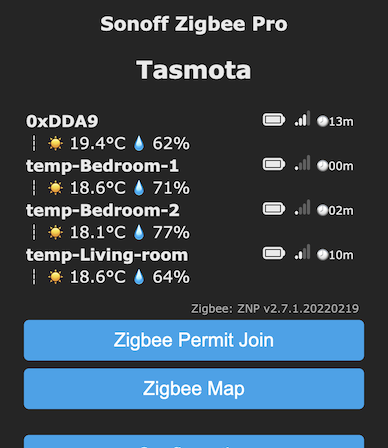 Sonoff Zigbee Pro
Tasmota
0xDDA9 13m
19.4°C 62%
temp-Bedroom-1 00m
18.6°C 71%
temp-Bedroom-2 02m
18.1°C 77%
temp-Living-room 10m
18.6°C 64%
Zigbee: ZNP v2.7.1.20220219
Zigbee Permit Join
Zigbee Map